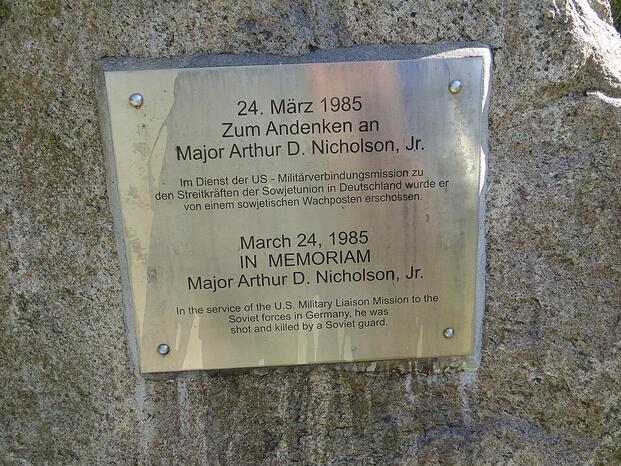 24. März 1985
Zum Andenken an
Major Arthur D. Nicholson, Jr.
Im Dienst der US - Militärverbindungsmission zu
den Streitkräften der Sowjetunion in Deutschland wurde er
von einem sowjetischen Wachposten erschossen.
March 24, 1985
IN MEMORIAM
Major Arthur D. Nicholson, Jr.
In the service of the U.S. Military Liaison Mission to the
Soviet forces in Germany, he was
shot and killed by a Soviet guard.